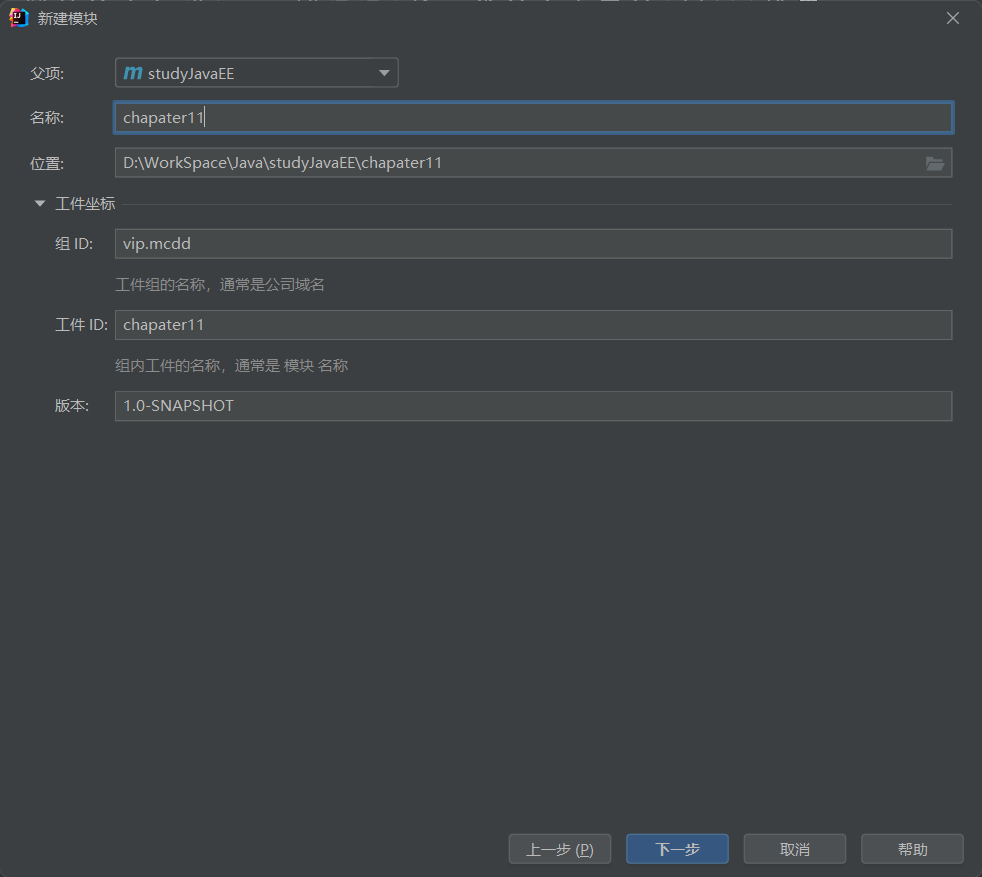 新建模块
父项: m studyJavaEE
名称: chapater11
位置: D:\WorkSpace\Java\studyJavaEE\chapater11
工件坐标
组 ID: vip.mcdd
工件组的名称，通常是公司域名
工件 ID: chapater11
组内工件的名称，通常是 模块 名称
版本: 1.0-SNAPSHOT
上一步 (P) 下一步 取消 帮助